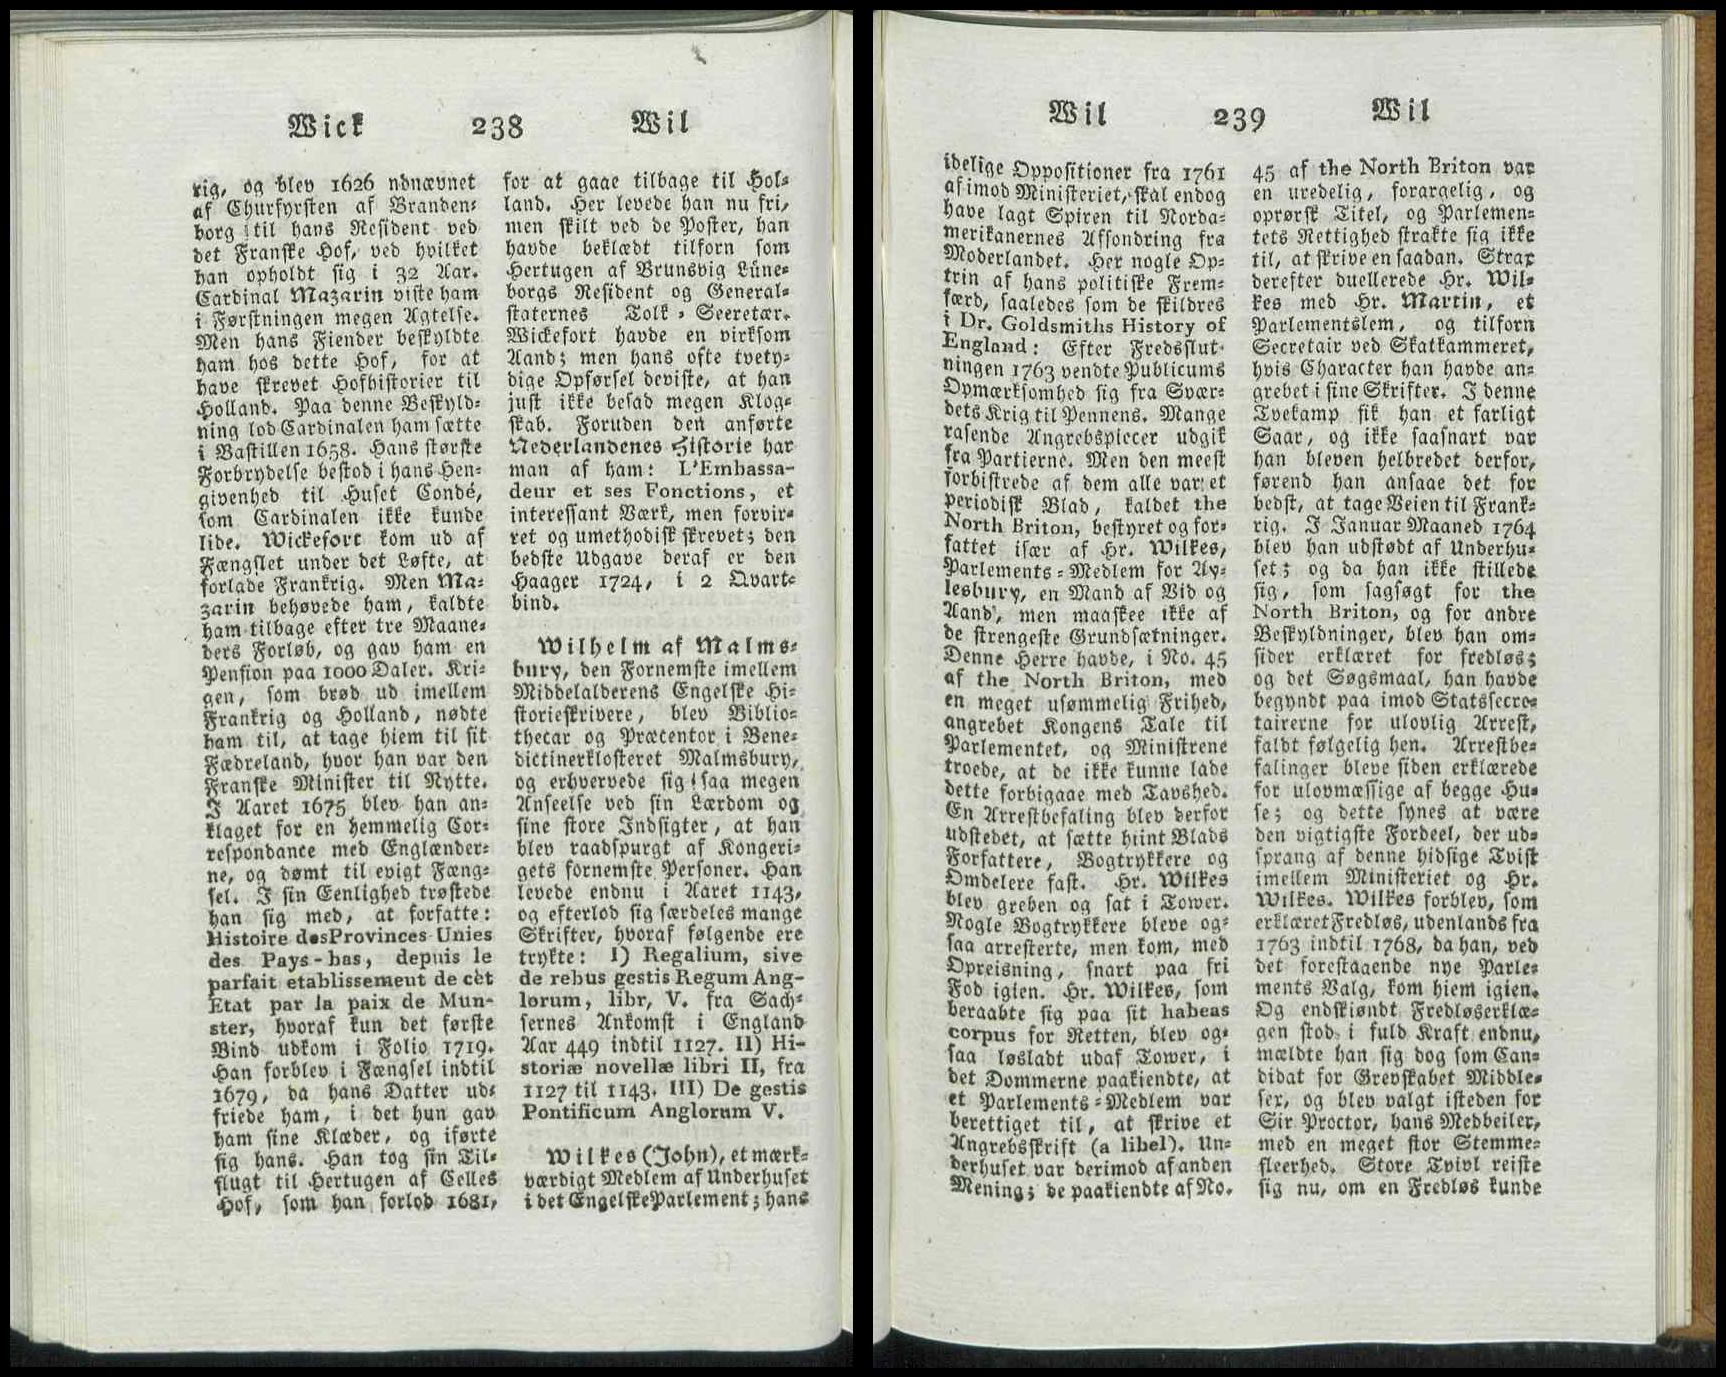 Wick 238 Wil
rig, og blev 1626 ndnævnet
af Churfyrsten af Branden-
borg til hans Resident ved
det Franske Hof, ved hvilket
han opholdt sig i 32 Aar.
Cardinal Mazarin viste ham
i Førstningen megen Agtelse.
Men hans Fiender beskyldte
ham hos dette Hof, for at
have skrevet Hofhistorier til
Holland. Paa denne Beskyld-
ning lod Cardinalen ham sætte
i Bastillen 1658. Hans største
Forbrydelse bestod i hans Hen-
givenhed til Huset Condé,
som Cardinalen ikke kunde
lide. Wickefort kom ud af
Fængslet under det Løfte, at
forlade Frankrig. Men Ma-
zarin behøvede ham, kaldte
ham tilbage efter tre Maane-
ders Forløb, og gav ham en
Pension paa 1000 Daler. Kri-
gen, som brød ud imellem
Frankrig og Holland, nødte
ham til, at tage hiem til sit
Fædreland, hvor han var den
Franske Minister til Nytte.
I Aaret 1675 blev han an-
klaget for en hemmelig Cor-
respondance med Englænder-
ne, og dømt til evigt Fæng-
sel. I sin Eenlighed trøstede
han sig med, at forfatte:
Histoire des Provinces Unies
des Pays-bas, depuis le
parfait etablissement de cèt
Etat par la paix de Mun-
ster, hvoraf kun det første
Bind udkom i Folio 1719.
Han forblev i Fængsel indtil
1679, da hans Datter ud-
friede ham, i det hun gav
ham sine Klæder, og iførte
sig hans. Han tog sin Til-
flugt til Hertugen af Celles
Hof, som han forlod 1681,
for at gaae tilbage til Hol-
land. Her levede han nu fri,
men skilt ved de Poster, han
havde beklædt tilforn som
Hertugen af Brunsvig Lüne-
borgs Resident og General-
staternes Tolk-Seeretær.
Wickefort havde en virksom
Aand; men hans ofte tvety-
dige Opførsel deviste, at han
just ikke besad megen Klog-
skab. Foruden den anførte
Nederlandenes Historie har
man af ham: L'Embassa-
deur et ses Fonctions, et
interessant Værk, men forvir-
ret og umethodisk skrevet; den
bedste Udgave deraf er den
Haager 1724, i 2 Qvart-
bind.
Wilhelm af Malms-
bury, den Fornemste imellem
Middelalderens Engelske Hi-
storieskrivere, blev Biblio-
thecar og Præcentor i Bene-
dictinerklosteret Malmsbury,
og erhvervede sig saa megen
Anseelse ved sin Lærdom og
sine store Indsigter, at han
blev raadspurgt af Kongeri-
gets fornemste Personer. Han
levede endnu i Aaret 1143,
og efterlod sig særdeles mange
Skrifter, hvoraf følgende ere
trykte: I) Regalium, sive
de rebus gestis Regum Ang-
lorum, libr, V. fra Sach-
sernes Ankomst i England
Aar 449 indtil 1127. II) Hi-
storiæ novellæ libri II, fra
1127 til 1143. III) De gestis
Pontificum Anglorum V.
Wilkes (John), et mærk-
værdigt Medlem af Underhuset
i det Engelske Parlement; hans
Wil 239 Wil
idelige Oppositioner fra 1761
af imod Ministeriet, skal endog
have lagt Spiren til Norda-
merikanernes Affondring fra
Moderlandet. Her nogle Op-
trin af hans politiske Frem-
færd, saaledes som de skildres
i Dr. Goldsmiths History of
England: Efter Fredsslut-
ningen 1763 vendte Publicums
Opmærksomhed sig fra Svær-
dets Krig til Pennens. Mange
rasende Angrebspiecer udgik
fra Partierne. Men den meest
forbistrede af dem alle var et
periodisk Blad, kaldet the
North Briton, bestyret og for-
fattet især af Hr. Wilkes,
Parlements-Medlem for Ay-
lesbury, en Mand af Vid og
Aand, men maaskee ikke af
de strengeste Grundsætninger.
Denne Herre havde, i No. 45
af the North Briton, med
en meget usømmelig Frihed,
angrebet Kongens Tale til
Parlementet, og Ministrene
troede, at de ikke kunne lade
dette forbigaae med Tavshed.
En Arrestbefaling blev derfor
udstedet, at sætte hiint Blads
Forfattere, Bogtrykkere og
Omdelere fast. Hr. Wilkes
blev greben og sat i Tower.
Nogle Bogtrykkere bleve og-
saa arresterte, men kom, med
Opreisning, snart paa fri
Fod igien. Hr. Wilkes, som
beraabte sig paa sit habeas
corpus for Retten, blev og-
saa løsladt udaf Tower, i
det Dommerne paakiendte, at
et Parlements-Medlem var
berettiget til, at skrive et
Angrebsskrift (a libel). Un-
derhuset var derimod af anden
Mening; de paakiendte af No.
45 af the North Briton var
en uredelig, forargelig, og
oprørsk Titel, og Parlemen-
tets Rettighed strakte sig ikke
til, at skrive en saadan. Strax
derefter duellerede Hr. Wil-
kes med Hr. Martin, et
Parlementslem, og tilforn
Secretair ved Skatkammeret,
hvis Character han havde an-
grebet i sine Skrifter. I denne
Tvekamp fik han et farligt
Saar, og ikke saasnart var
han bleven helbredet derfor,
førend han ansaae det for
bedst, at tage Veien til Frank-
rig. I Januar Maaned 1764
blev han udstødt af Underhu-
set; og da han ikke stillede
sig, som sagsøgt for the
North Briton, og for andre
Beskyldninger, blev han om-
sider erklæret for fredløs;
og det Søgsmaal, han havde
begyndt paa imod Statssecre-
tairerne for ulovlig Arrest,
faldt følgelig hen. Arrestbe-
falinger bleve siden erklærede
for ulovmæssige af begge Hu-
se; og dette synes at være
den vigtigste Fordeel, der ud-
sprang af denne hidsige Tvist
imellem Ministeriet og Hr.
Wilkes. Wilkes forblev, som
erklæret Fredløs, udenlands fra
1763 indtil 1768, da han, ved
det forestaaende nye Parle-
ments Valg, kom hiem igien.
Og endskiøndt Fredløserklæ-
gen stod i fuld Kraft endnu,
mældte han sig dog som Can-
didat for Grevskabet Middle-
sex, og blev valgt isteden for
Sir Proctor, hans Medbeiler,
med en meget stor Stemme-
fleerhed. Store Tvivl reiste
sig nu, om en Fredløs kunde